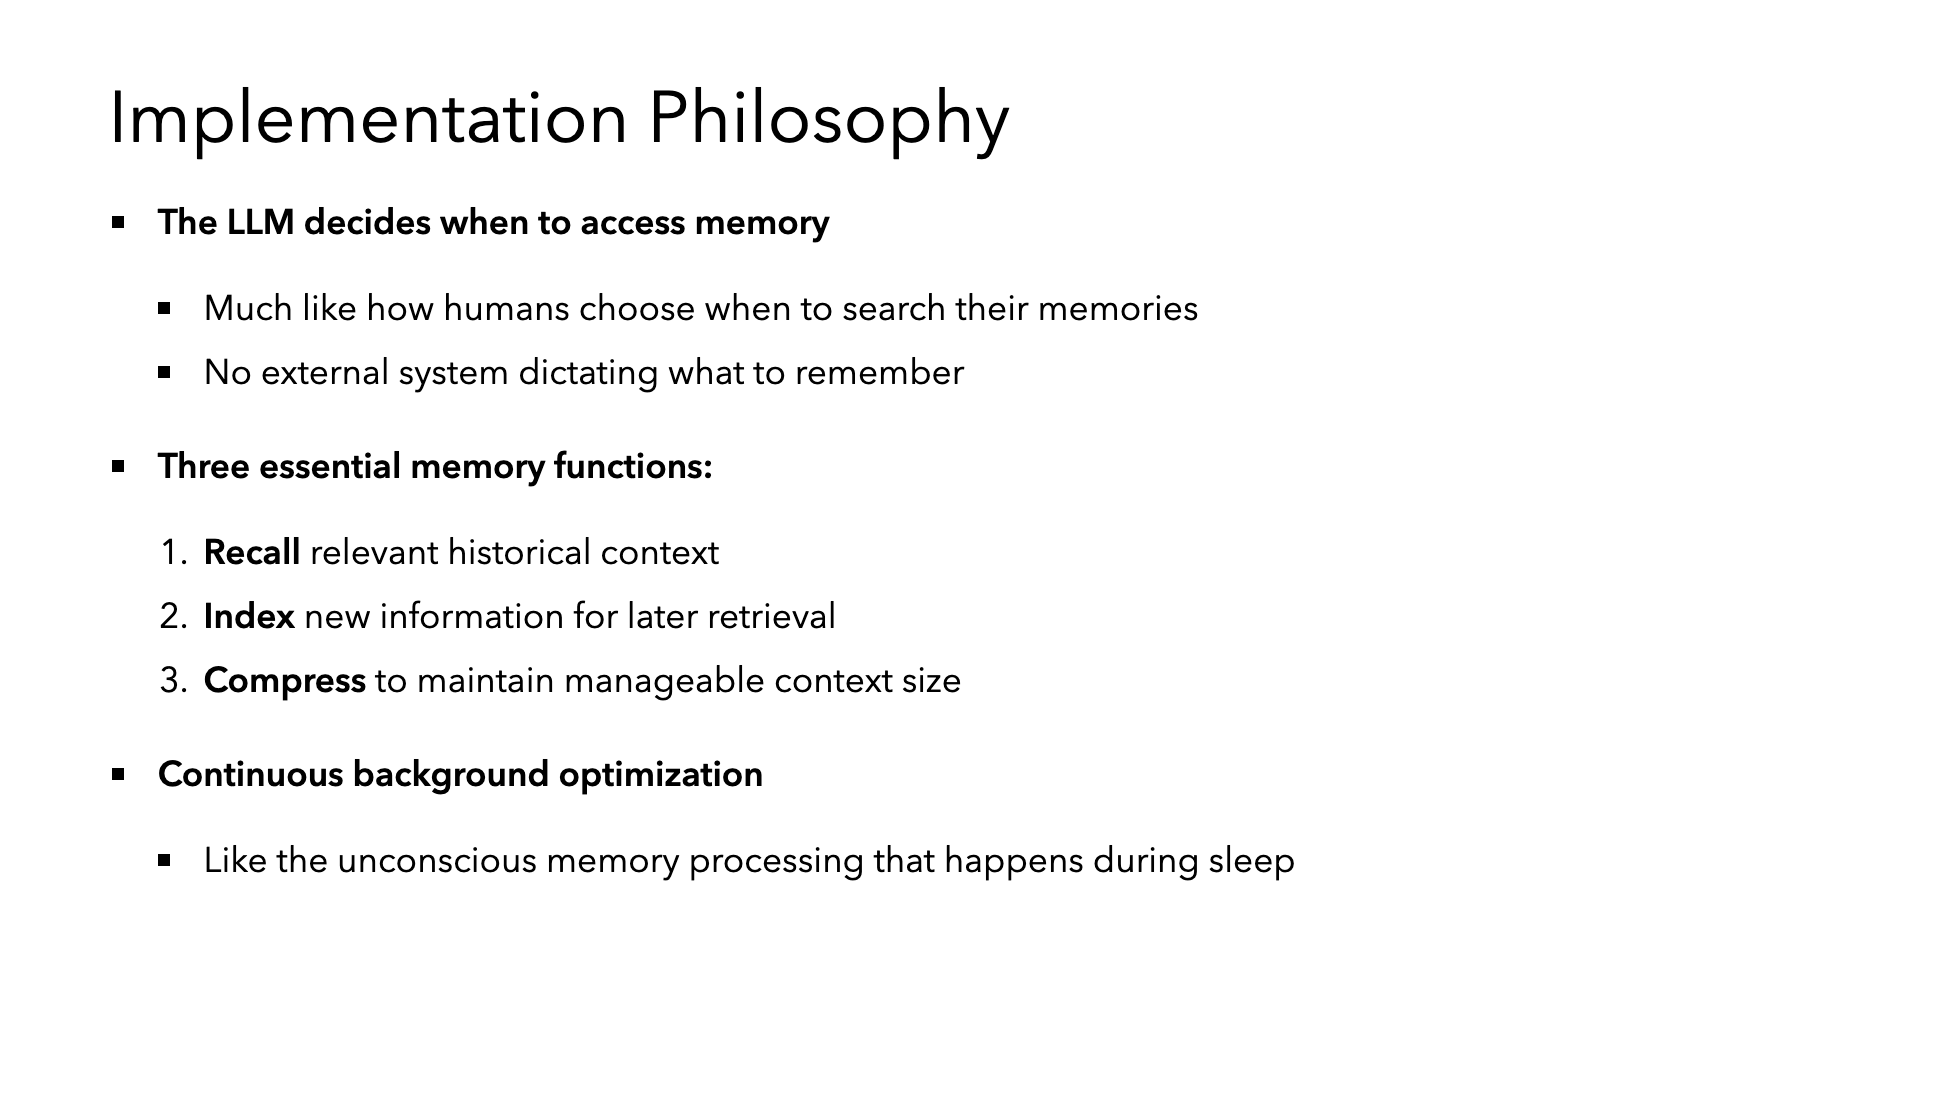 Implementation Philosophy
▪ The LLM decides when to access memory
▪ Much like how humans choose when to search their memories
▪ No external system dictating what to remember
▪ Three essential memory functions:
1. Recall relevant historical context
2. Index new information for later retrieval
3. Compress to maintain manageable context size
▪ Continuous background optimization
▪ Like the unconscious memory processing that happens during sleep